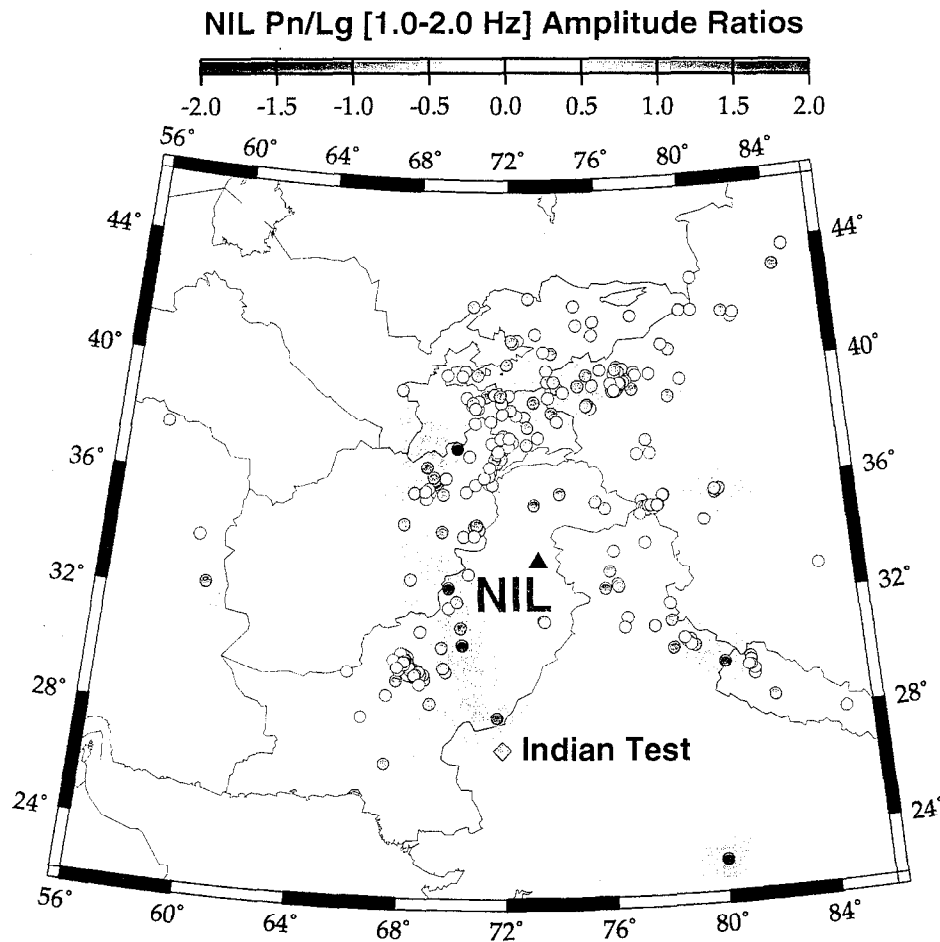 NIL Pn/Lg [1.0-2.0 Hz] Amplitude Ratios
-2.0 -1.5 -1.0 -0.5 0.0 0.5 1.0 1.5 2.0
56° 60° 64° 68° 72° 76° 80° 84°
44° 44°
40° 40°
36° 36°
32° 32°
NIL
28° 28°
Indian Test
24° 24°
56° 60° 64° 68° 72° 76° 80° 84°